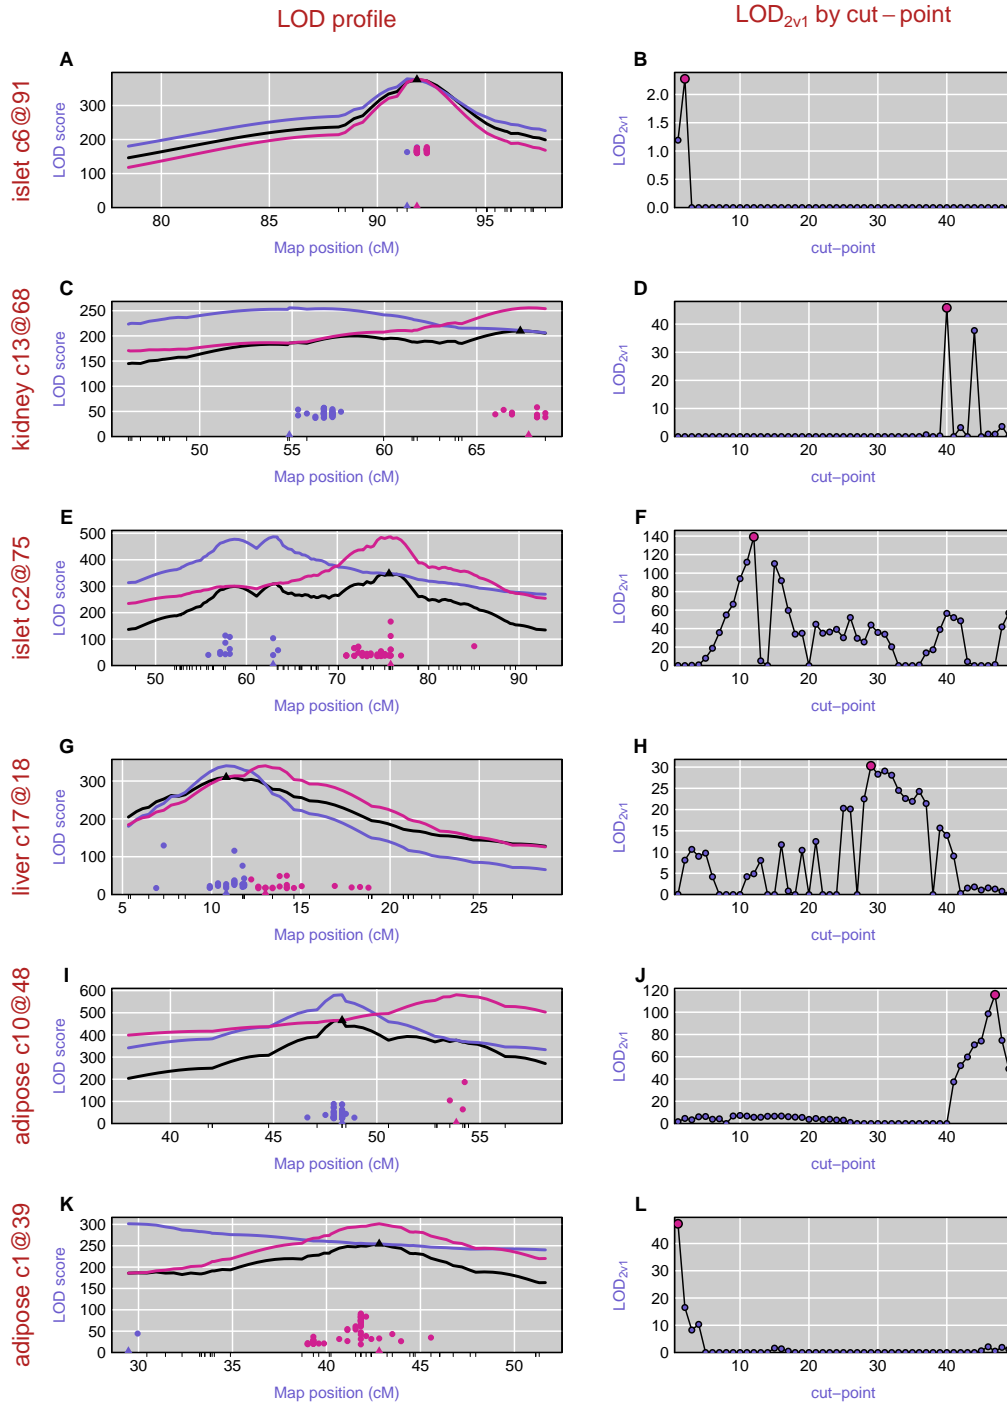 LOD profile
LOD2v1 by cut – point
islet c6@91
A
LOD score
0
100
200
300
80
85
90
95
Map position (cM)
B
LOD2v1
0.0
0.5
1.0
1.5
2.0
10
20
30
40
cut−point
kidney c13@68
C
LOD score
0
50
100
150
200
250
50
55
60
65
Map position (cM)
D
LOD2v1
0
10
20
30
40
10
20
30
40
cut−point
islet c2@75
E
LOD score
0
100
200
300
400
500
50
60
70
80
90
Map position (cM)
F
LOD2v1
0
20
40
60
80
100
120
140
10
20
30
40
cut−point
liver c17@18
G
LOD score
0
100
200
300
5
10
15
20
25
Map position (cM)
H
LOD2v1
0
5
10
15
20
25
30
10
20
30
40
cut−point
adipose c10@48
I
LOD score
0
100
200
300
400
500
600
40
45
50
55
Map position (cM)
J
LOD2v1
0
20
40
60
80
100
120
10
20
30
40
cut−point
adipose c1@39
K
LOD score
0
50
100
150
200
250
300
30
35
40
45
50
Map position (cM)
L
LOD2v1
0
10
20
30
40
10
20
30
40
cut−point